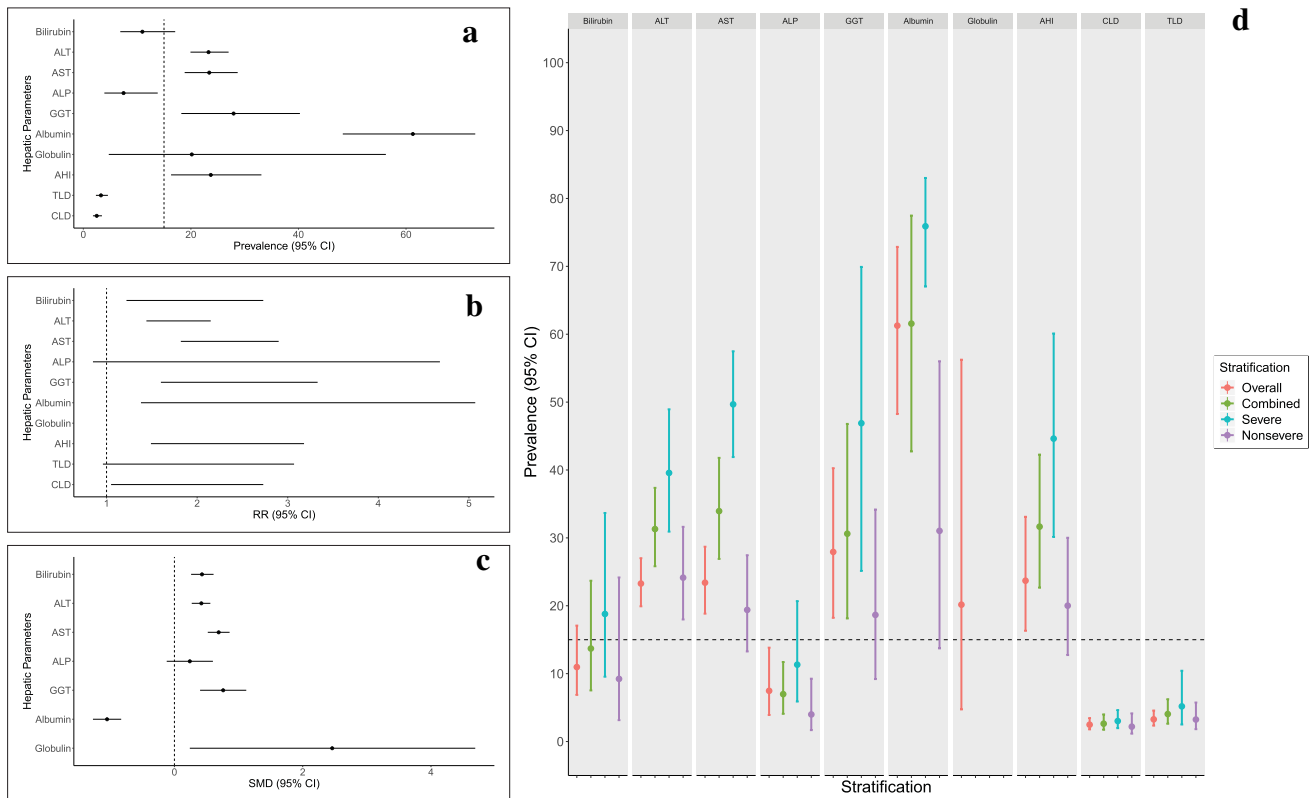 a
Hepatic Parameters
Bilirubin
ALT
AST
ALP
GGT
Albumin
Globulin
AHI
TLD
CLD
0 20 40 60
Prevalence (95% CI)
b
Hepatic Parameters
Bilirubin
ALT
AST
ALP
GGT
Albumin
Globulin
AHI
TLD
CLD
1 2 3 4 5
RR (95% CI)
c
Hepatic Parameters
Bilirubin
ALT
AST
ALP
GGT
Albumin
Globulin
0 2 4
SMD (95% CI)
d
Bilirubin ALT AST ALP GGT Albumin Globulin AHI CLD TLD
Prevalence (95% CI)
100
90
80
70
60
50
40
30
20
10
0
Stratification
Stratification
Overall
Combined
Severe
Nonsevere